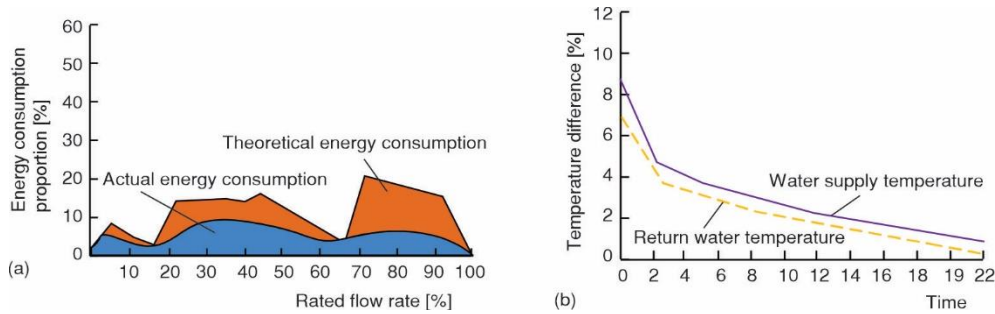 60
50
40
30
20
10
0
Energy consumption
proportion [%]
Theoretical energy consumption
Actual energy consumption
10 20 30 40 50 60 70 80 90 100
Rated flow rate [%]
(a)
12
10
8
6
4
2
0
Temperature difference [%]
Water supply temperature
Return water temperature
0 2 4 6 8 10 12 14 16 18 19 22
Time
(b)